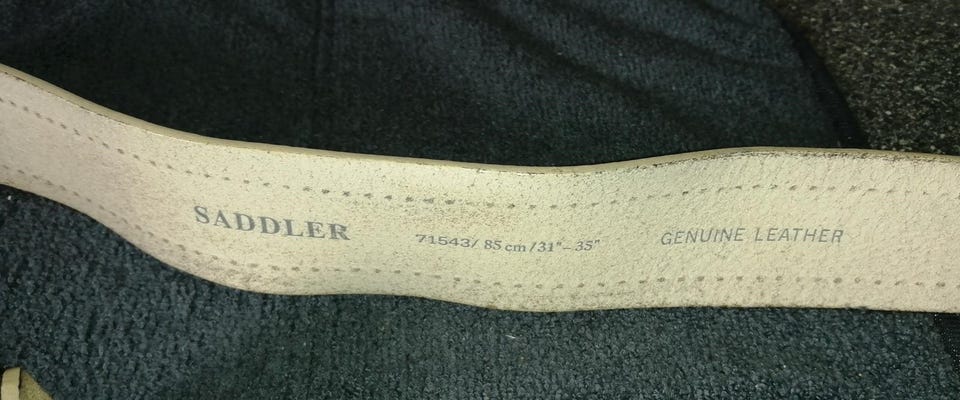 SADDLER 71543/ 85 cm /31"– 35" GENUINE LEATHER